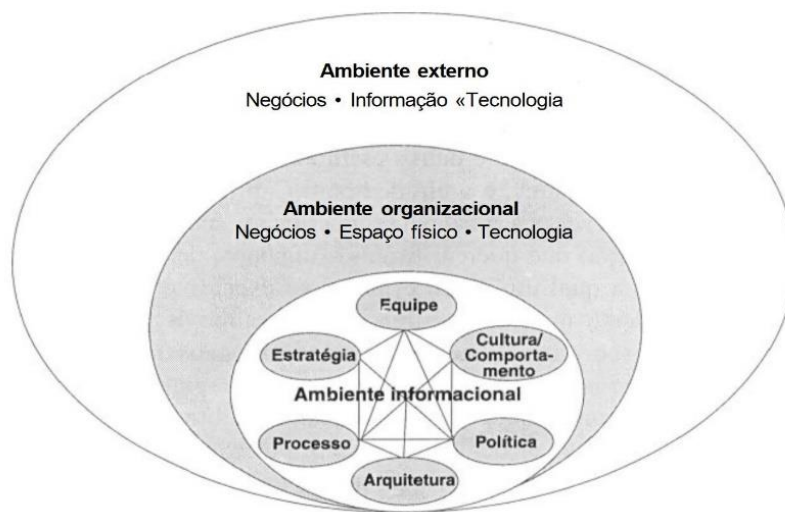 Ambiente externo
Negócios • Informação «Tecnologia
Ambiente organizacional
Negócios • Espaço físico • Tecnologia
Equipe
Estratégia
Cultura/
Comporta-
mento
Ambiente informacional
Processo
Política
Arquitetura